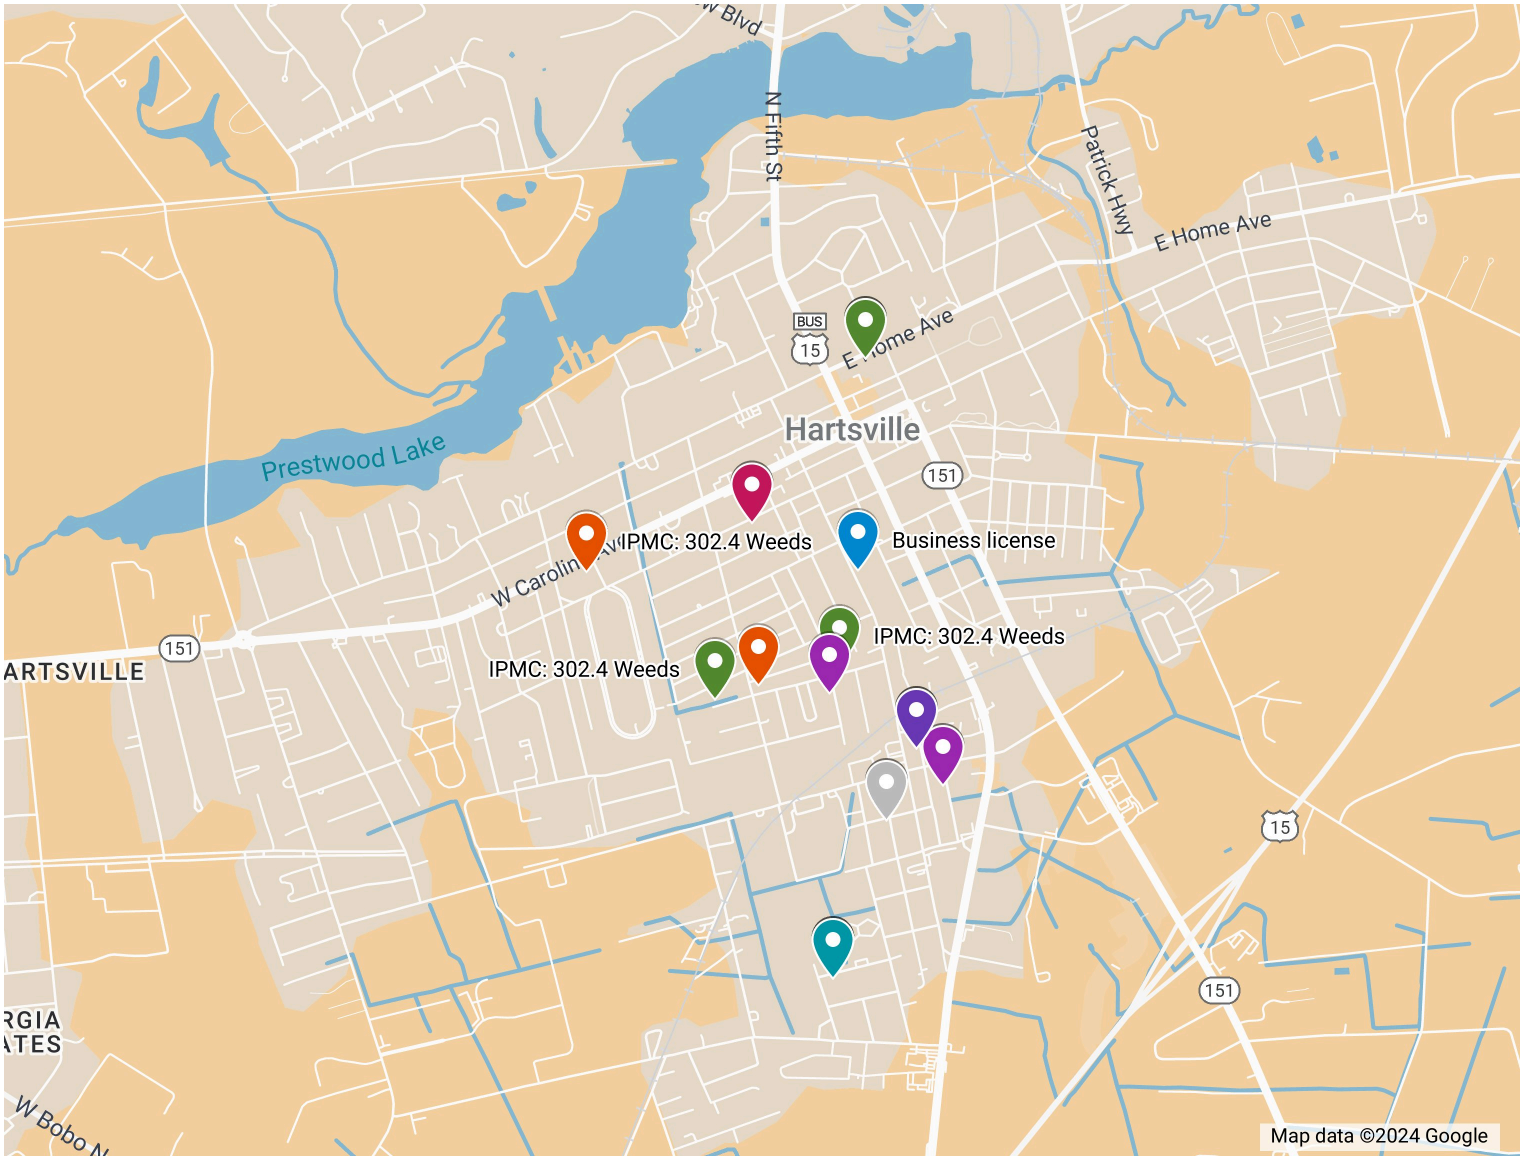 w Blvd
N Fifth St
Patrick Hwy
E Home Ave
BUS
15
E Home Ave
Hartsville
Prestwood Lake
151
W Carolina Ave
IPMC: 302.4 Weeds
Business license
151
ARTSVILLE
IPMC: 302.4 Weeds
IPMC: 302.4 Weeds
15
151
RGIA
ATES
W Bobo N
Map data ©2024 Google